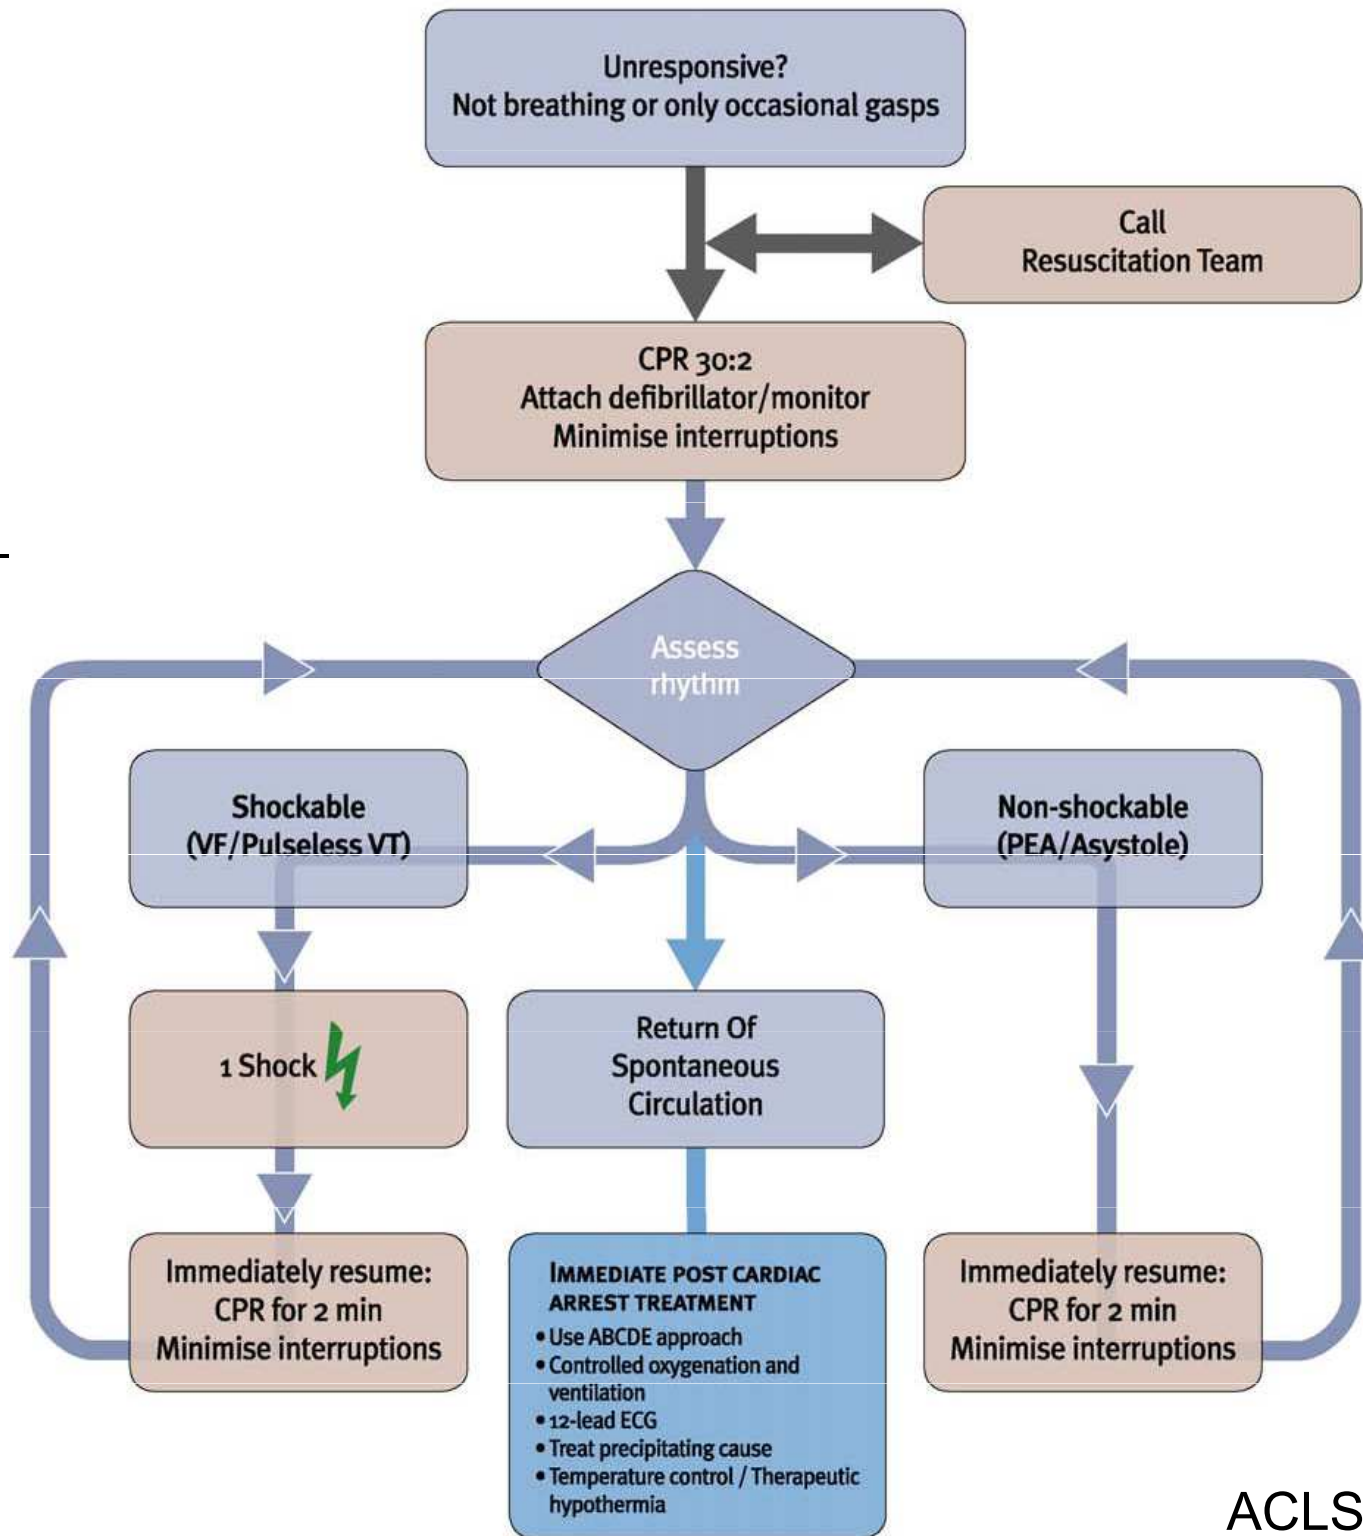 Unresponsive?
Not breathing or only occasional gasps
Call
Resuscitation Team
CPR 30:2
Attach defibrillator/monitor
Minimise interruptions
Assess
rhythm
Shockable
(VF/Pulseless VT)
Non-shockable
(PEA/Asystole)
1 Shock
Return Of
Spontaneous
Circulation
Immediately resume:
CPR for 2 min
Minimise interruptions
IMMEDIATE POST CARDIAC
ARREST TREATMENT
• Use ABCDE approach
• Controlled oxygenation and
ventilation
• 12-lead ECG
• Treat precipitating cause
• Temperature control / Therapeutic
hypothermia
Immediately resume:
CPR for 2 min
Minimise interruptions
ACLS